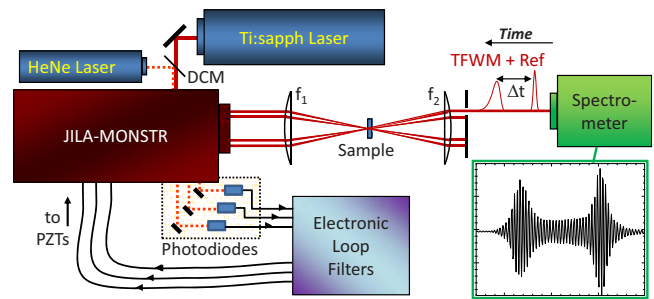 Ti:sapph Laser
HeNe Laser
DCM
JILA-MONSTR
f1
Sample
f2
Time
TFWM + Ref
Δt
Spectro-
meter
to
PZTs
Photodiodes
Electronic
Loop
Filters